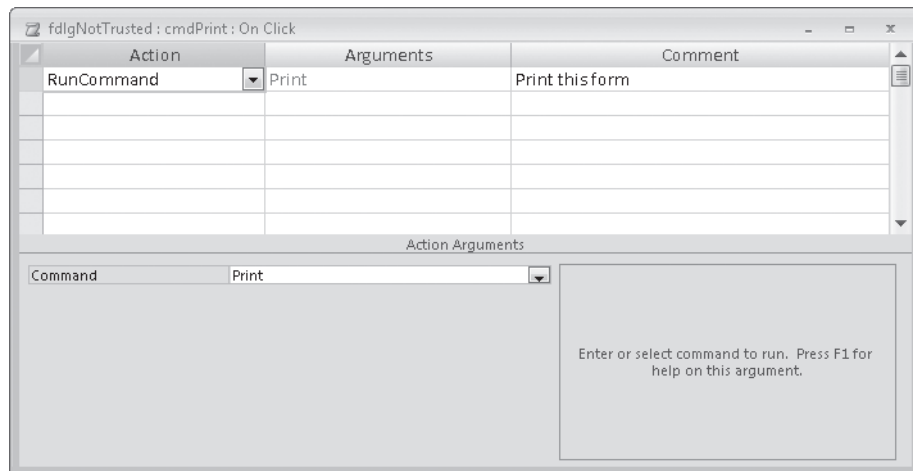 fdlgNotTrusted : cmdPrint : On Click
Action Arguments Comment
RunCommand Print Print this form
Action Arguments
Command Print
Enter or select command to run. Press F1 for
help on this argument.